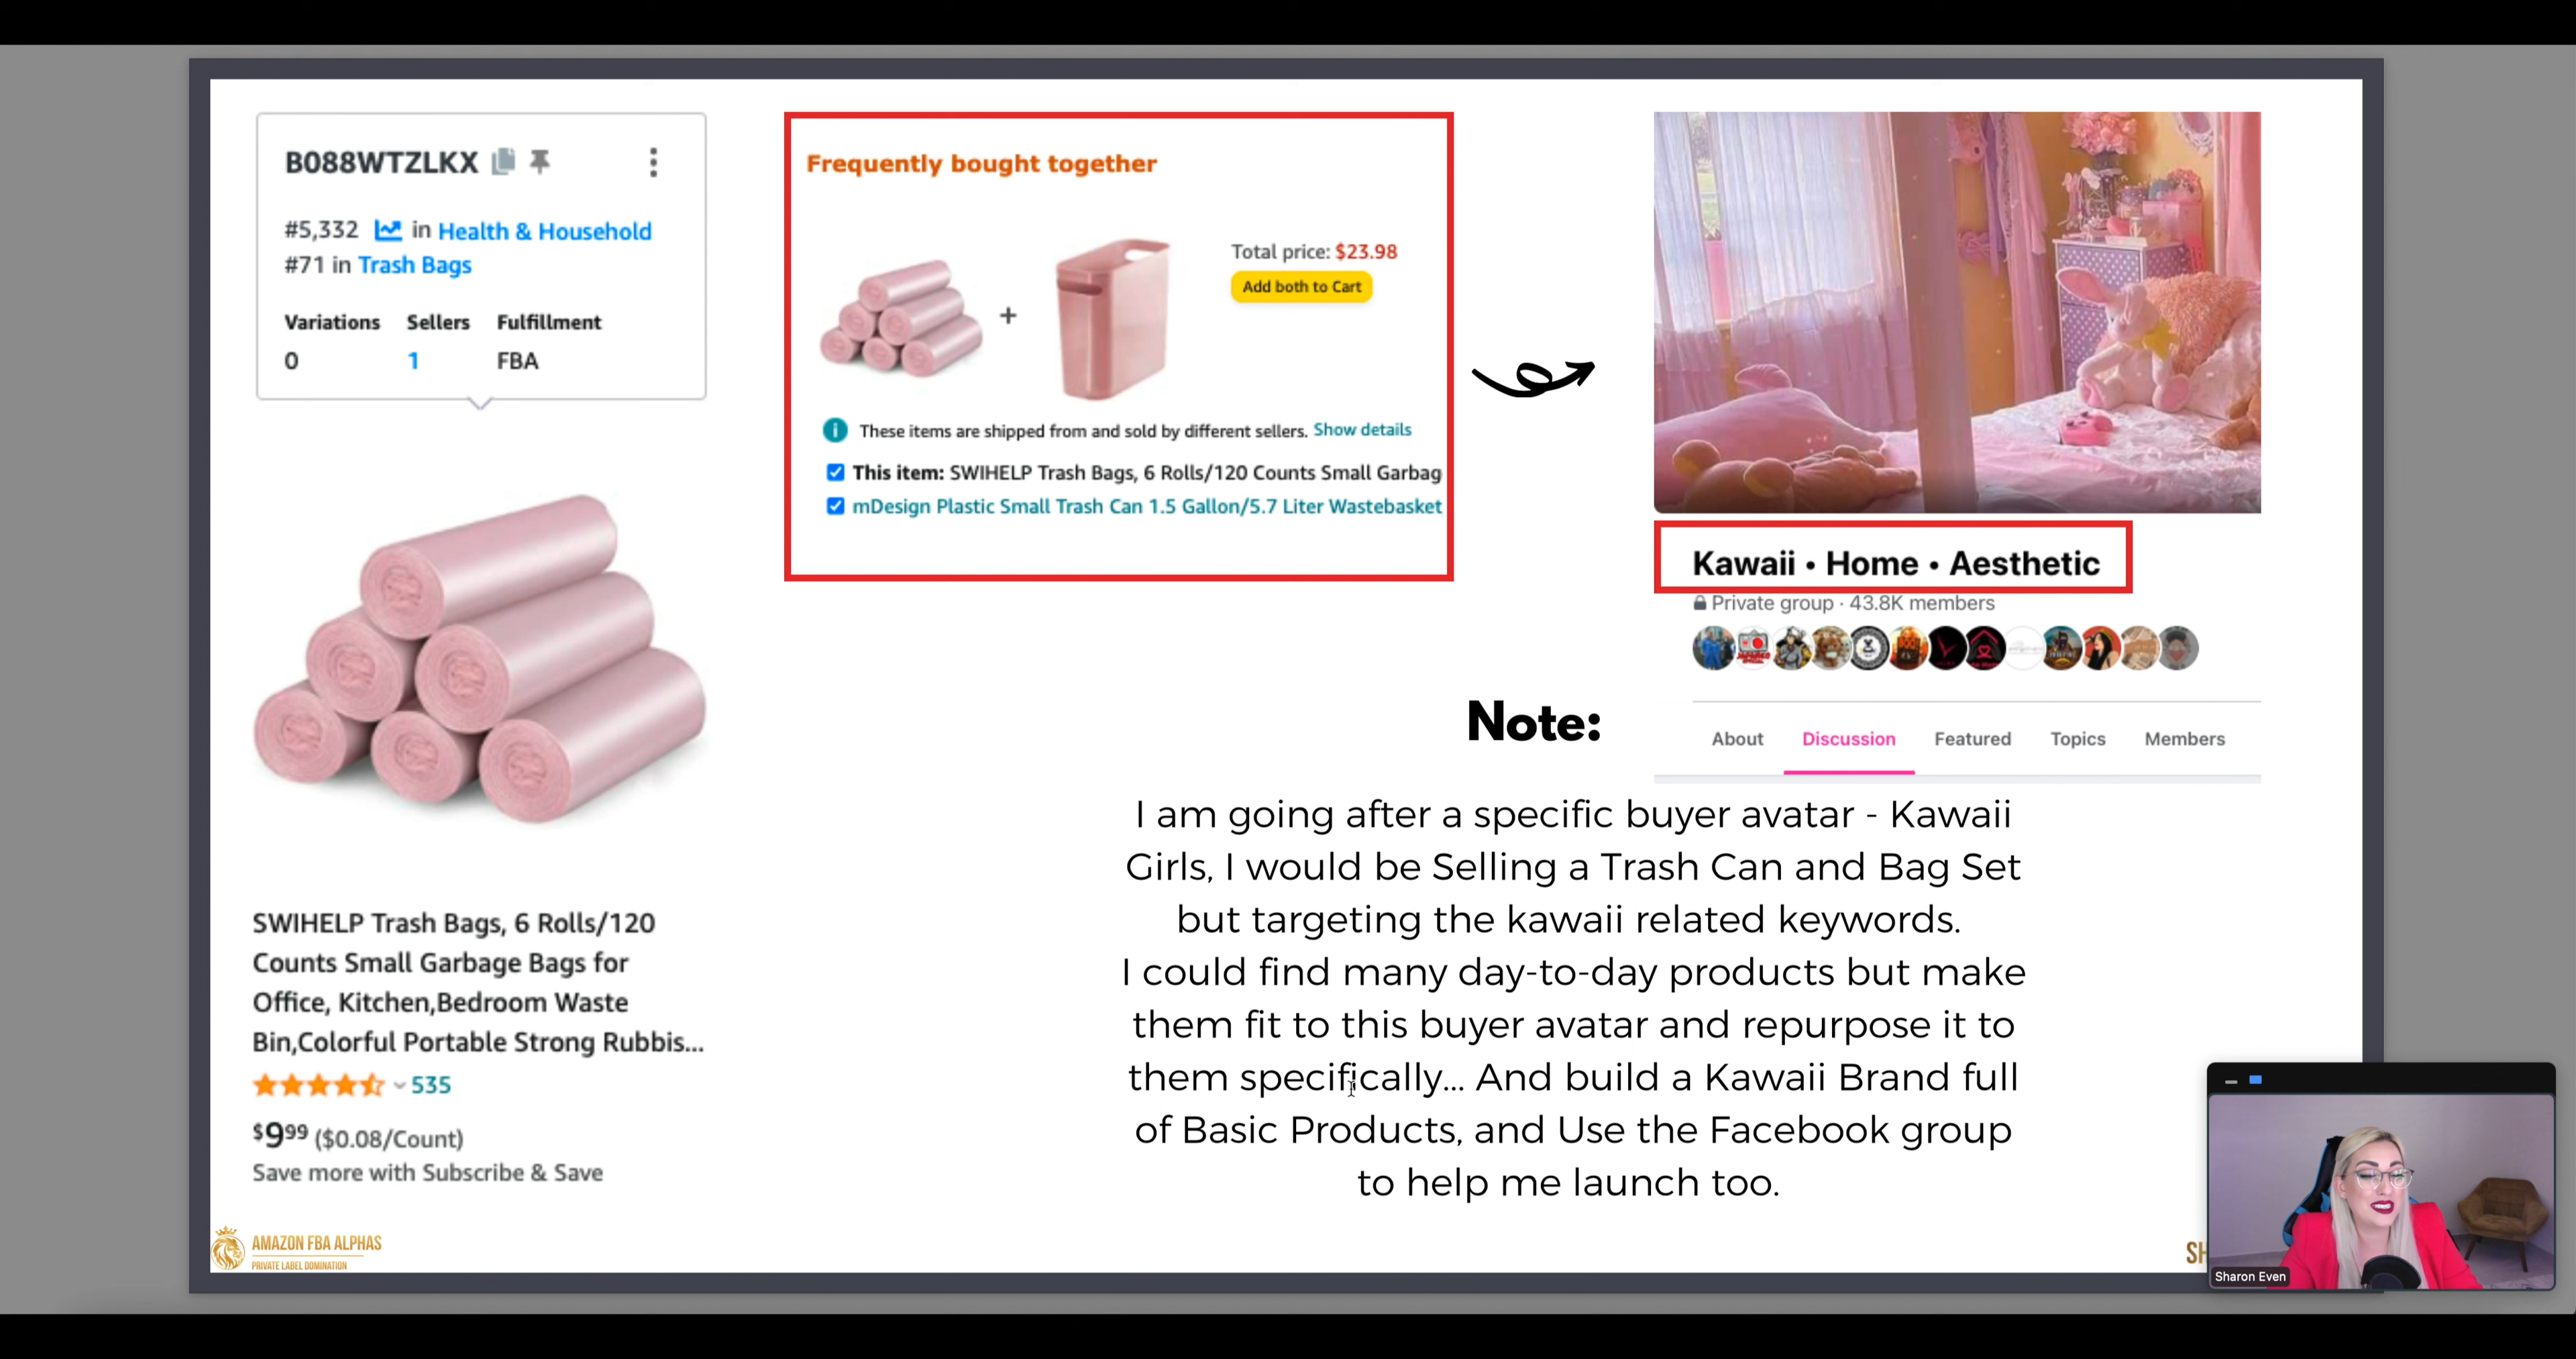 B088WTZLKX
#5,332 in Health & Household
#71 in Trash Bags
Variations Sellers Fulfillment
0 1 FBA
SWIHELP Trash Bags, 6 Rolls/120
Counts Small Garbage Bags for
Office, Kitchen,Bedroom Waste
Bin,Colorful Portable Strong Rubbis...
535
$9.99 ($0.08/Count)
Save more with Subscribe & Save
AMAZON FBA ALPHAS
PRIVATE LABEL DOMINATION
Frequently bought together
+
Total price: $23.98
Add both to Cart
These items are shipped from and sold by different sellers. Show details
This item: SWIHELP Trash Bags, 6 Rolls/120 Counts Small Garbag
mDesign Plastic Small Trash Can 1.5 Gallon/5.7 Liter Wastebasket
Kawaii • Home • Aesthetic
Private group · 43.8K members
About Discussion Featured Topics Members
Note:
I am going after a specific buyer avatar - Kawaii
Girls, I would be Selling a Trash Can and Bag Set
but targeting the kawaii related keywords.
I could find many day-to-day products but make
them fit to this buyer avatar and repurpose it to
them specifically... And build a Kawaii Brand full
of Basic Products, and Use the Facebook group
to help me launch too.
SH
Sharon Even